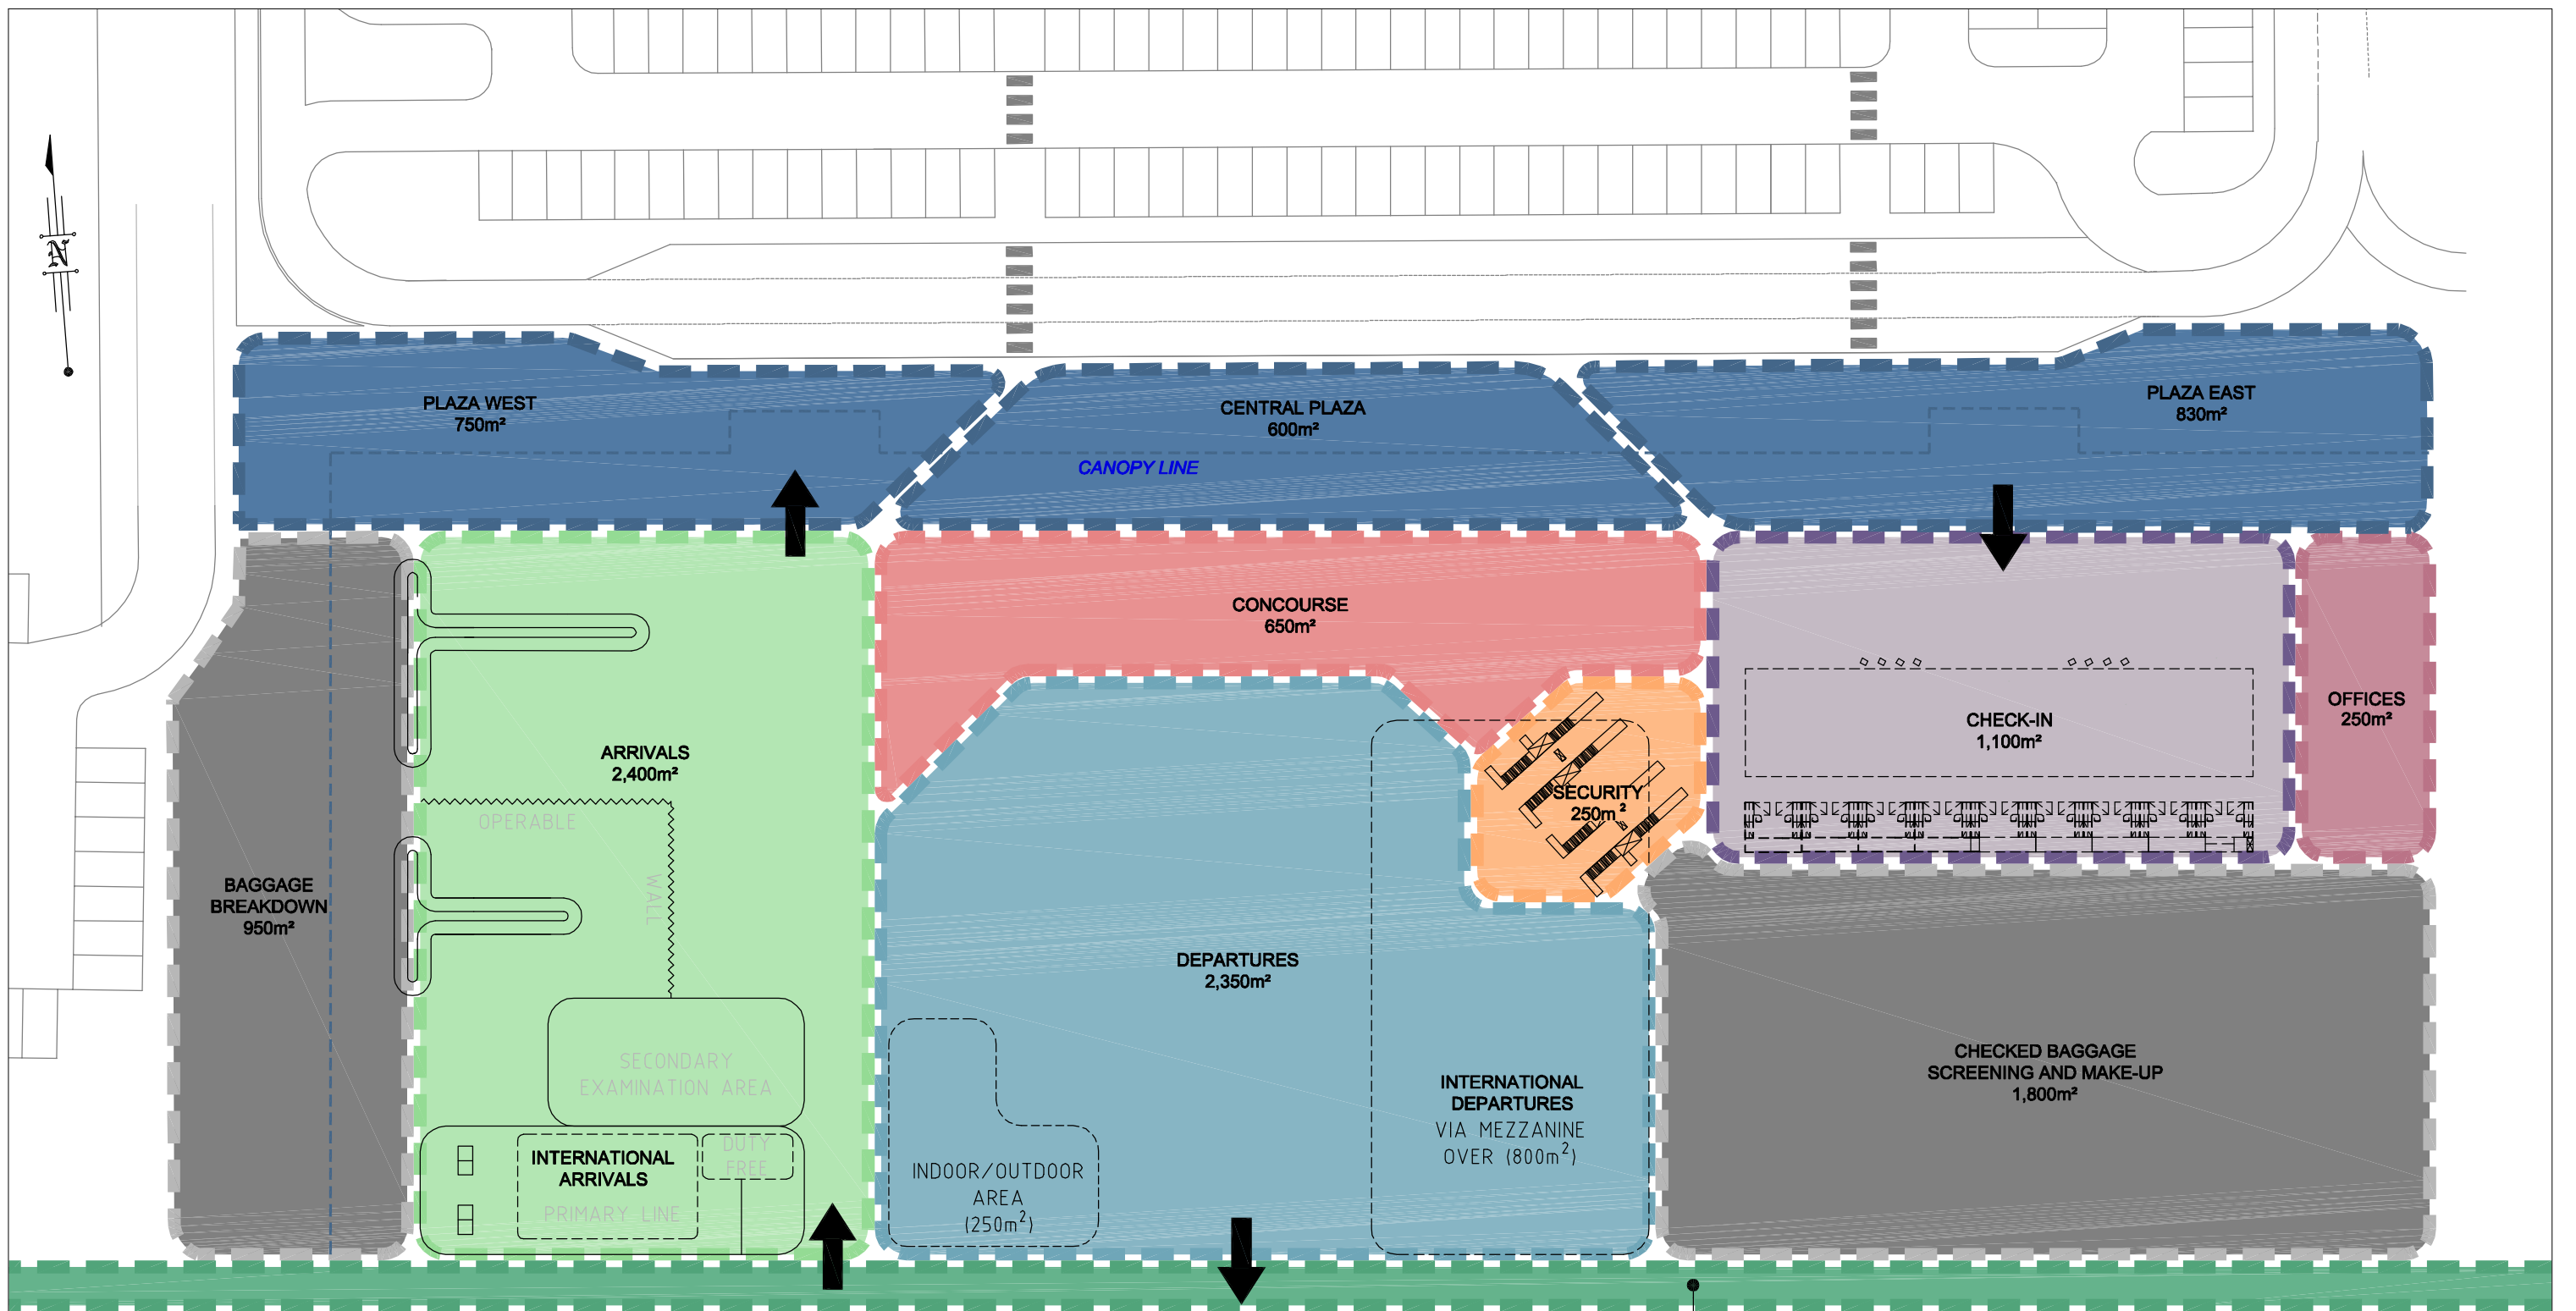 N
PLAZA WEST
750m²
CENTRAL PLAZA
600m²
PLAZA EAST
830m²
CANOPY LINE
CONCOURSE
650m²
OFFICES
250m²
CHECK-IN
1,100m²
ARRIVALS
2,400m²
SECURITY
250m²
OPERABLE
WALL
BAGGAGE
BREAKDOWN
950m²
DEPARTURES
2,350m²
SECONDARY
EXAMINATION AREA
CHECKED BAGGAGE
SCREENING AND MAKE-UP
1,800m²
INTERNATIONAL
DEPARTURES
VIA MEZZANINE
OVER (800m²)
DUTY
FREE
INTERNATIONAL
ARRIVALS
PRIMARY LINE
INDOOR/OUTDOOR
AREA
(250m²)